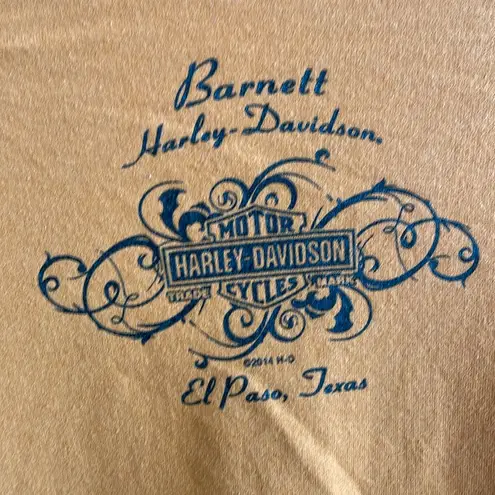 Barnett
Harley-Davidson.
MOTOR
HARLEY-DAVIDSON
TRADE CYCLES MARK
©2014 H-D
El Paso, Texas